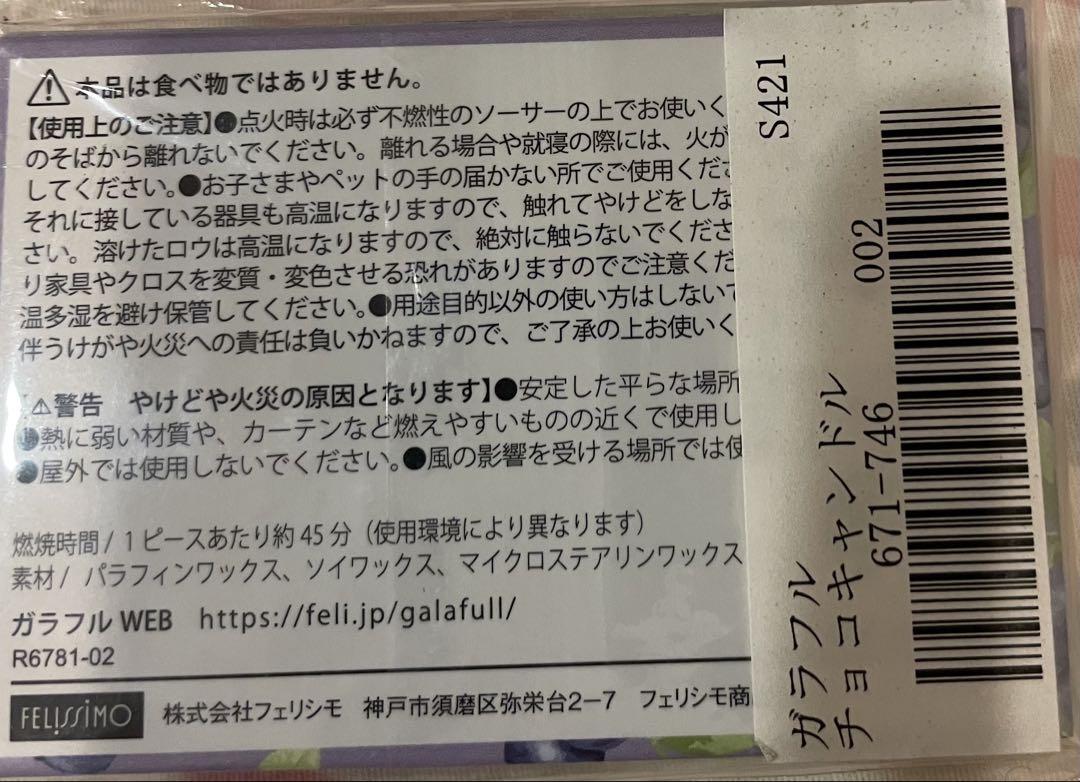 本品は食べ物ではありません。
【使用上のご注意】●点火時は必ず不燃性のソーサーの上でお使いく
のそばから離れないでください。離れる場合や就寝の際には、火が
してください。●お子さまやペットの手の届かない所でご使用くださ
それに接している器具も高温になりますので、触れてやけどをしな
さい。溶けたロウは高温になりますので、絶対に触らないでくださ
り家具やクロスを変質・変色させる恐れがありますのでご注意くだ
温多湿を避け保管してください。●用途目的以外の使い方はしないで
伴うけがや火災への責任は負いかねますので、ご了承の上お使いく
【⚠警告　やけどや火災の原因となります】●安定した平らな場所
●熱に弱い材質や、カーテンなど燃えやすいものの近くで使用し
●屋外では使用しないでください。●風の影響を受ける場所では使
燃焼時間/1ピースあたり約45分（使用環境により異なります）
素材/ パラフィンワックス、ソイワックス、マイクロステアリンワックス
ガラフルWEB https://feli.jp/galafull/
R6781-02
FELISSIMO 株式会社フェリシモ 神戸市須磨区弥栄台2-7 フェリシモ商
S421
ガラフル
チョコキャンドル
671-746 002